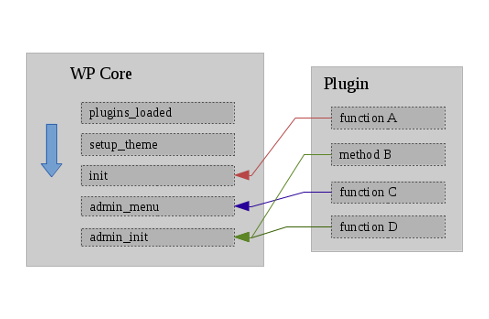 WP Core
plugins_loaded
setup_theme
init
admin_menu
admin_init
Plugin
function A
method B
function C
function D